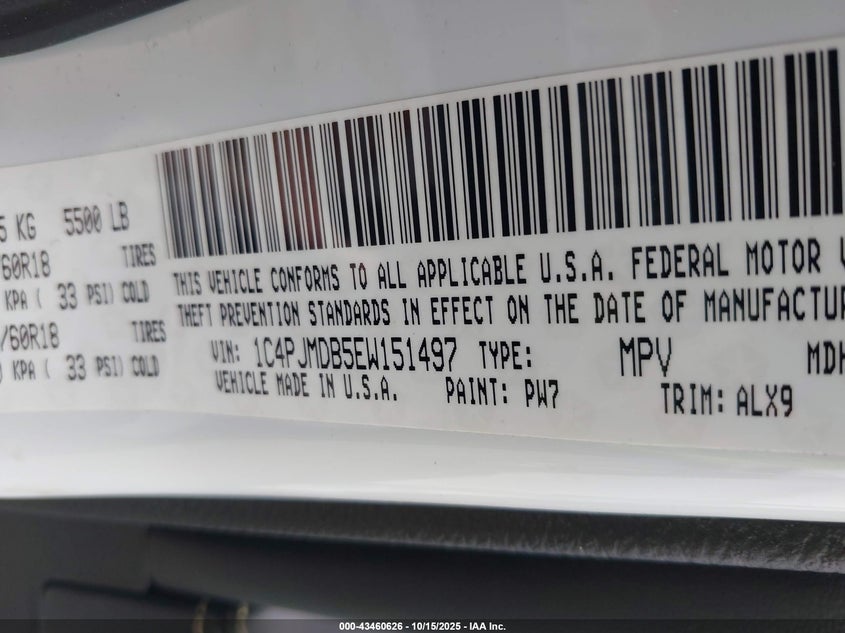 5 KG 5500 LB
/60R18 TIRES
KPA ( 33 PSI) COLD
/60R18 TIRES
KPA ( 33 PSI) COLD
THIS VEHICLE CONFORMS TO ALL APPLICABLE U.S.A. FEDERAL MOTOR V
THEFT PREVENTION STANDARDS IN EFFECT ON THE DATE OF MANUFACTUR
VIN: 1C4PJMDB5EW151497 TYPE: MPV MDH
VEHICLE MADE IN U.S.A. PAINT: PW7 TRIM: ALX9
000-43460626 - 10/15/2025 - IAA Inc.